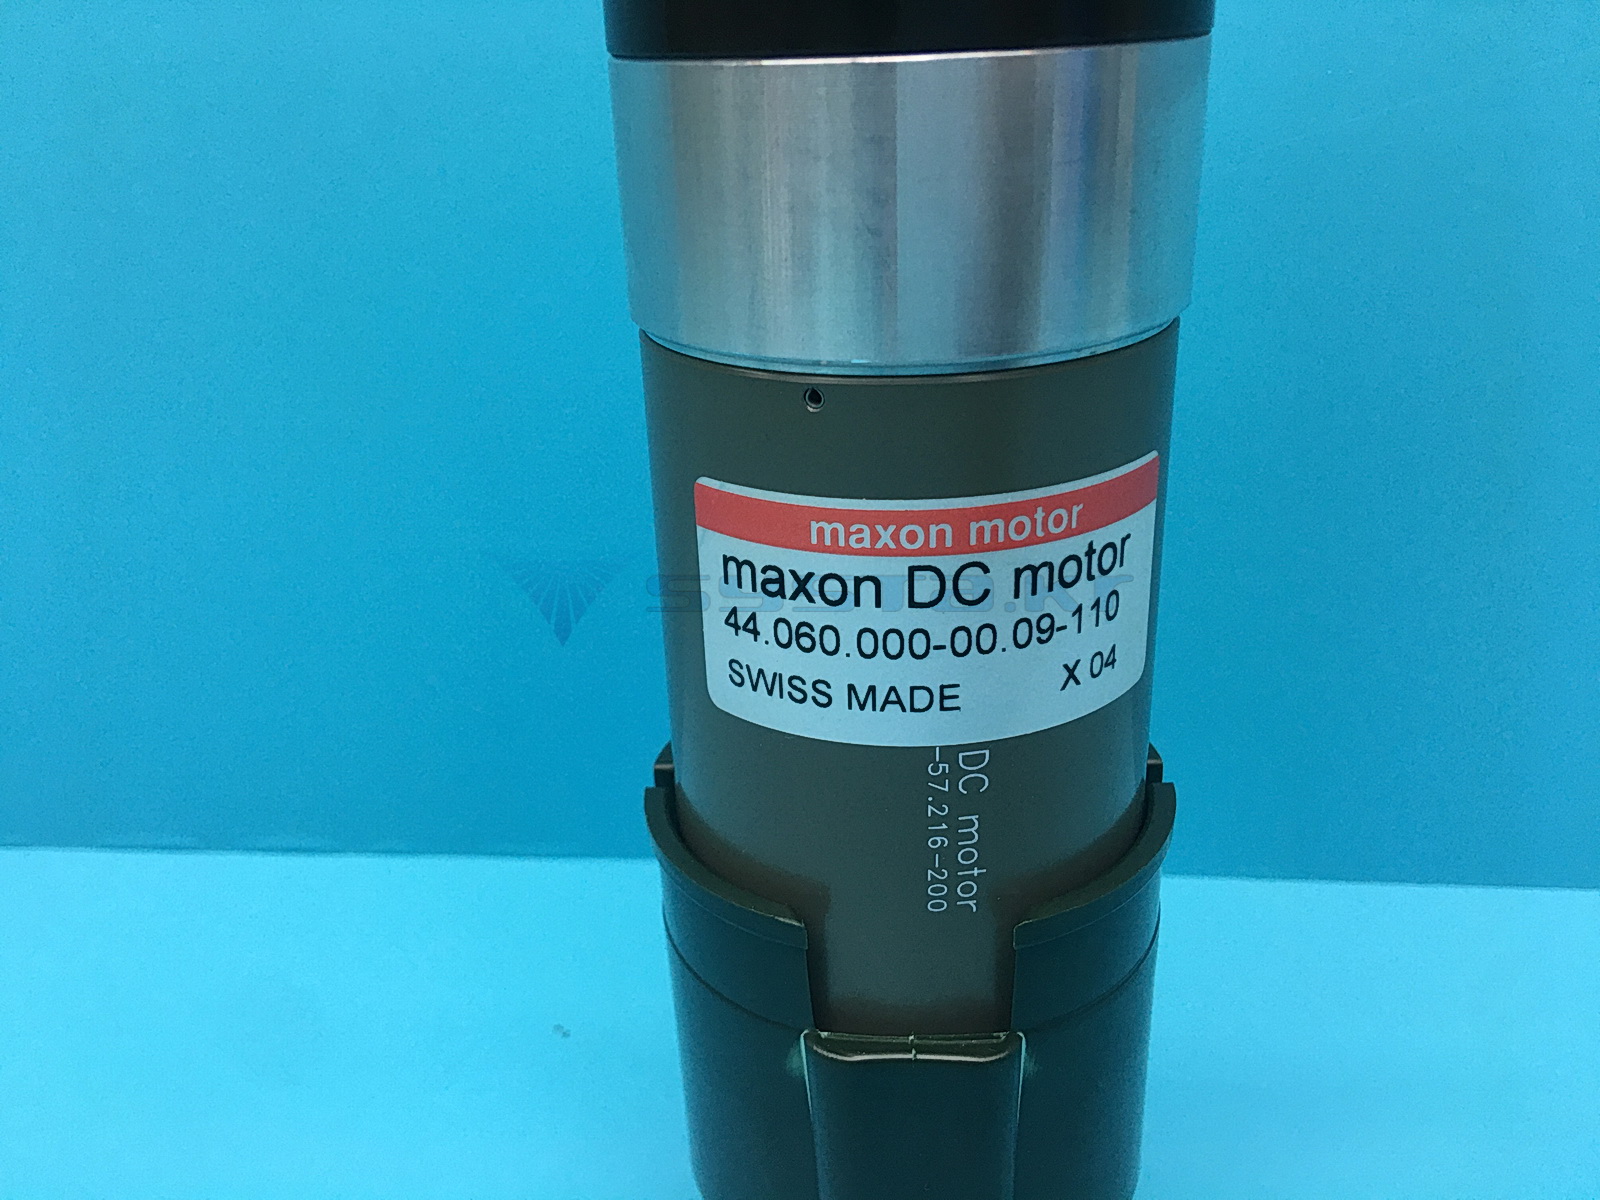 maxon motor
maxon DC motor
44.060.000-00.09-110
SWISS MADE X 04
DC motor
-57.216-200